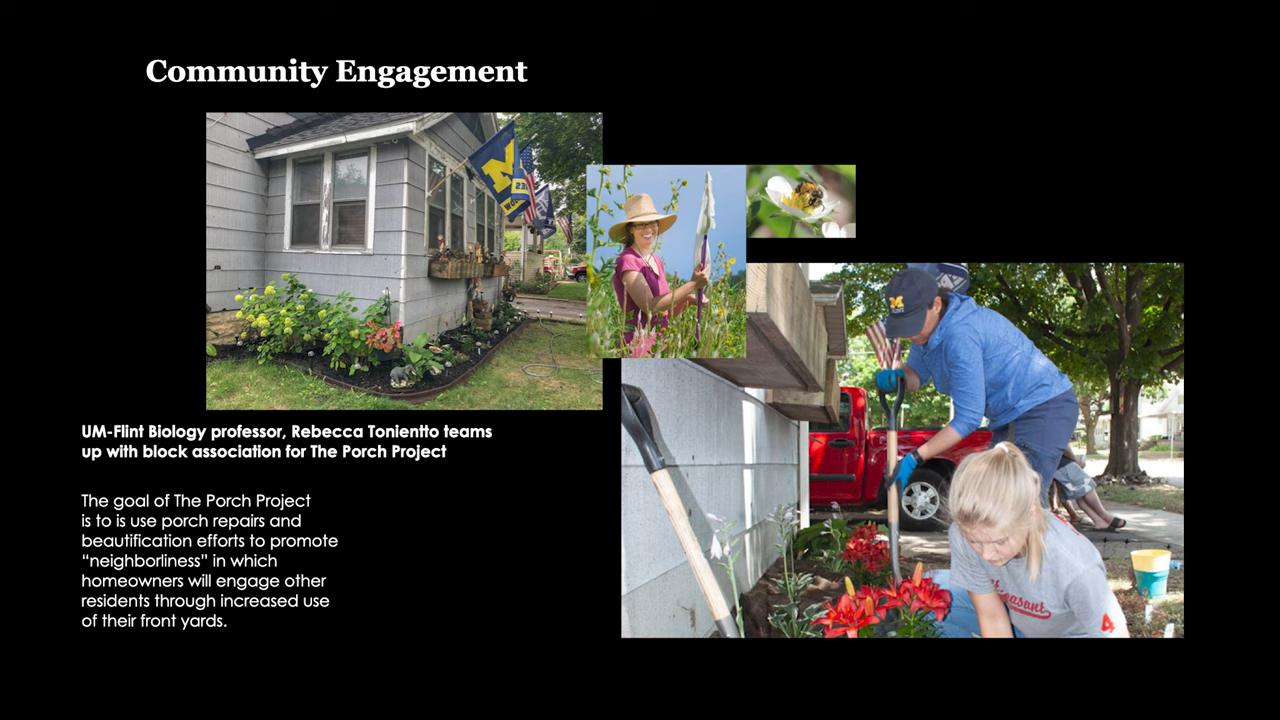 Community Engagement
M
M
UM-Flint Biology professor, Rebecca Tonientto teams
up with block association for The Porch Project
The goal of The Porch Project
is to is use porch repairs and
beautification efforts to promote
“neighborliness” in which
homeowners will engage other
residents through increased use
of their front yards.
4